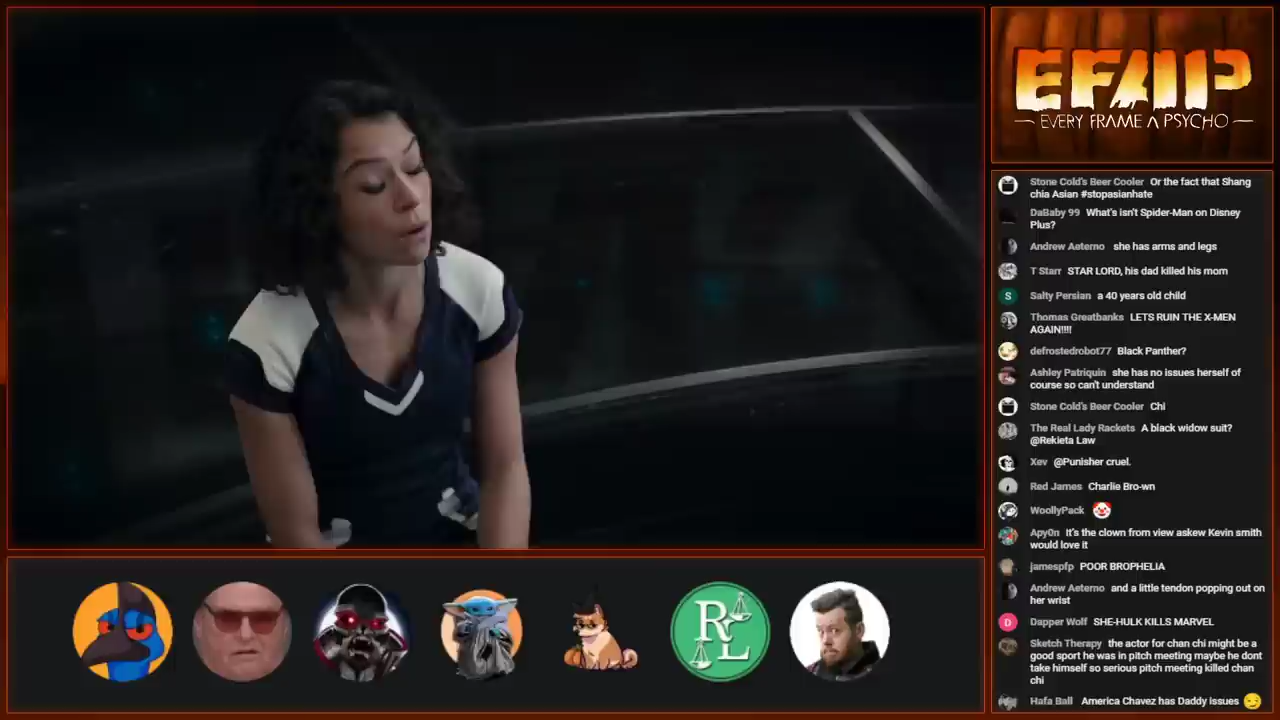 EFAP
EVERY FRAME A PSYCHO
Stone Cold's Beer Cooler Or the fact that Shang
chia Asian #stopasianhate
DaBaby 99 What's isn't Spider-Man on Disney
Plus?
Andrew Aeterno she has arms and legs
T Starr STAR LORD, his dad killed his mom
S Salty Persian a 40 years old child
Thomas Greatbanks LETS RUIN THE X-MEN
AGAIN!!!!
defrostedrobot77 Black Panther?
Ashley Patriquin she has no issues herself of
course so can't understand
Stone Cold's Beer Cooler Chi
The Real Lady Rackets A black widow suit?
@Rekieta Law
Xev @Punisher cruel.
Red James Charlie Bro-wn
WoollyPack 🤡
Apy0n It's the clown from view askew Kevin smith
would love it
jamespfp POOR BROPHELIA
Andrew Aeterno and a little tendon popping out on
her wrist
D Dapper Wolf SHE-HULK KILLS MARVEL
Sketch Therapy the actor for chan chi might be a
good sport he was in pitch meeting maybe he dont
take himself so serious pitch meeting killed chan
chi
Hafa Ball America Chavez has Daddy issues 😏
RL